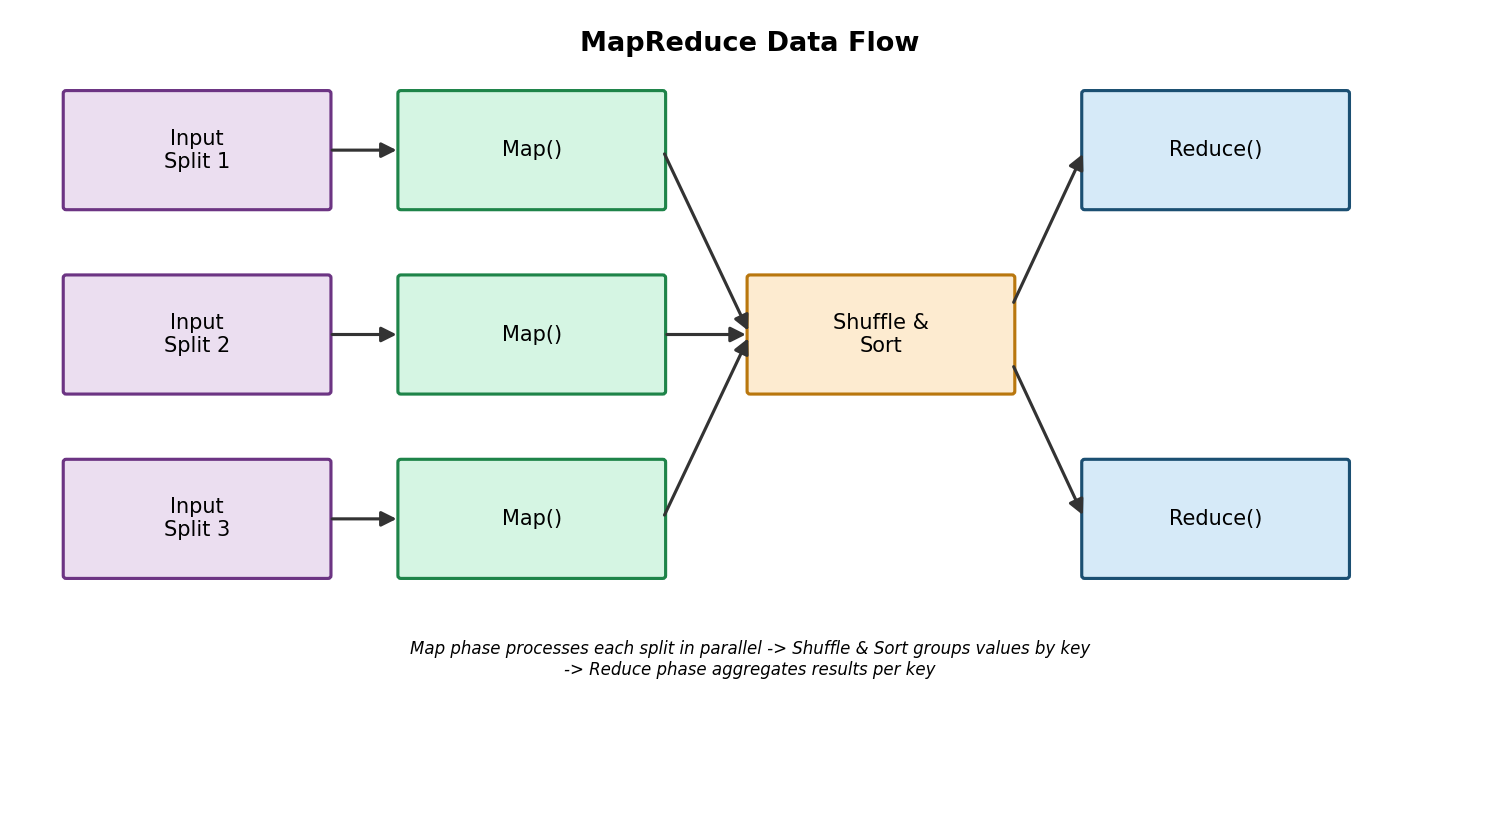 MapReduce Data Flow
Input
Split 1
Map()
Reduce()
Input
Split 2
Map()
Shuffle &
Sort
Input
Split 3
Map()
Reduce()
Map phase processes each split in parallel -> Shuffle & Sort groups values by key
-> Reduce phase aggregates results per key